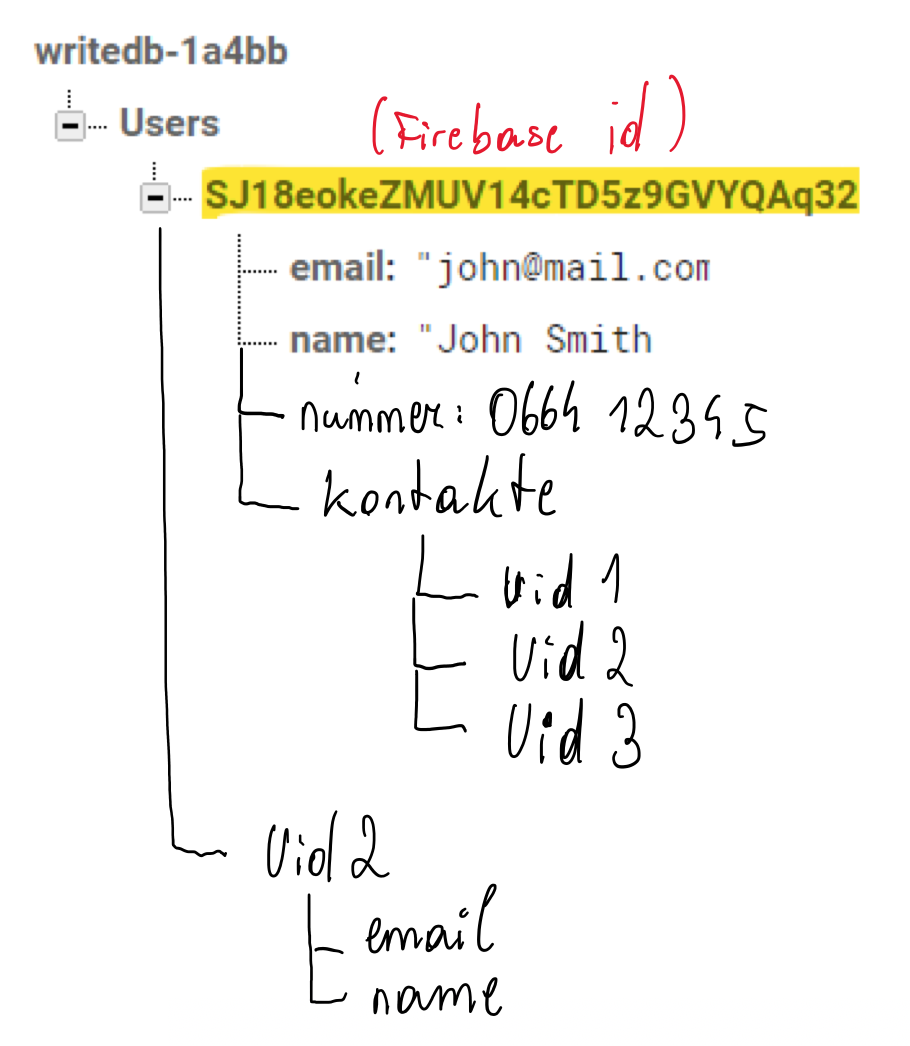 writedb-1a4bb
Users
(Firebase id)
SJ18eokeZMUV14cTD5z9GVYQAq32
email: "john@mail.com
name: "John Smith
nummer: 0664 12345
kontakte
Uid 1
Uid 2
Uid 3
Uid 2
email
name